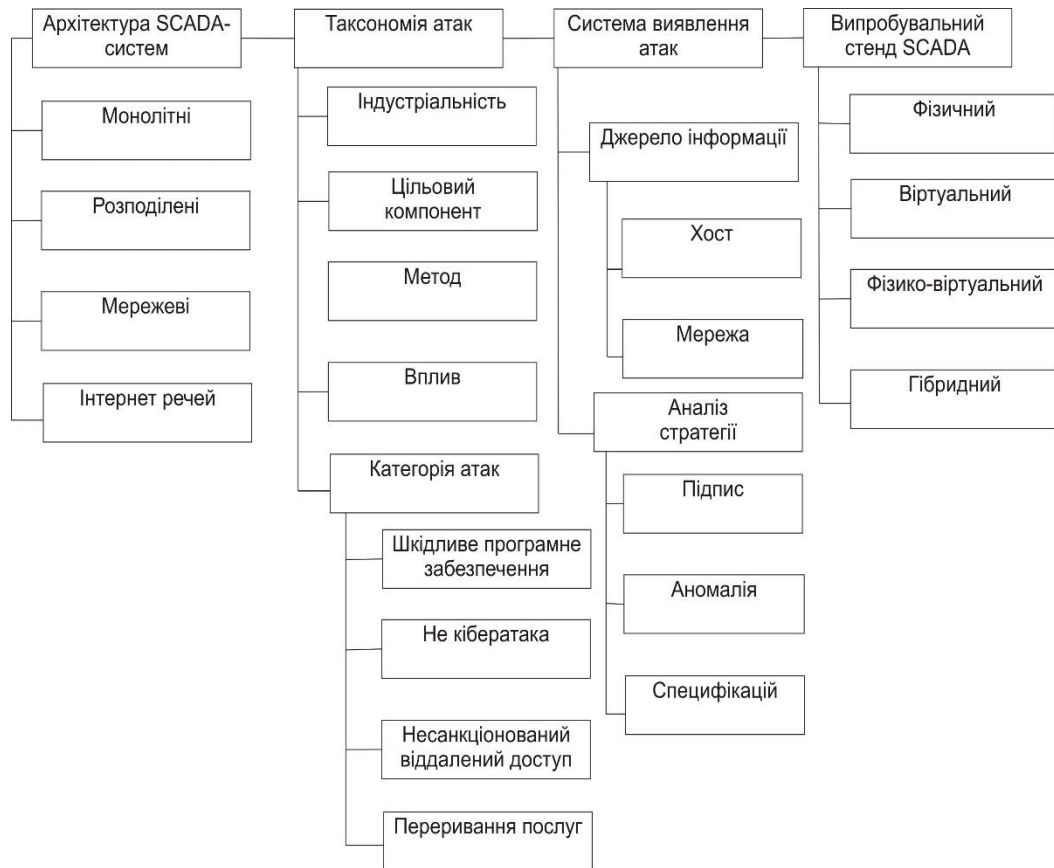 Архітектура SCADA-
систем
Монолітні
Розподілені
Мережеві
Інтернет речей
Таксономія атак
Індустріальність
Цільовий
компонент
Метод
Вплив
Категорія атак
Шкідливе програмне
забезпечення
Не кібератака
Несанкціонований
віддалений доступ
Переривання послуг
Система виявлення
атак
Джерело інформації
Хост
Мережа
Аналіз
стратегії
Підпис
Аномалія
Специфікацій
Випробувальний
стенд SCADA
Фізичний
Віртуальний
Фізико-віртуальний
Гібридний